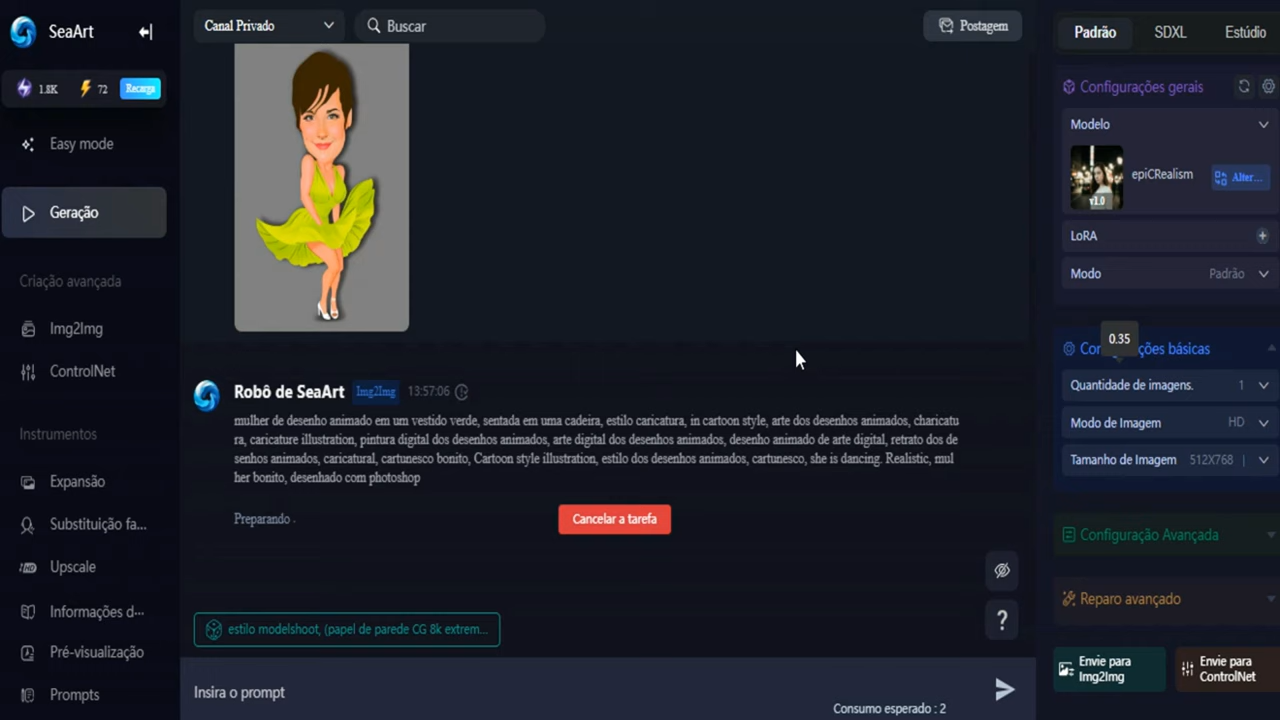 SeaArt
1.8K 72 Recarga
Easy mode
Geração
Criação avançada
Img2Img
ControlNet
Instrumentos
Expansão
Substituição fa...
Upscale
Informações d...
Pré-visualização
Prompts
Canal Privado
Buscar
Postagem
Robô de SeaArt Img2Img 13:57:06
mulher de desenho animado em um vestido verde, sentada em uma cadeira, estilo caricatura, in cartoon style, arte dos desenhos animados, charicatu
ra, caricature illustration, pintura digital dos desenhos animados, arte digital dos desenhos animados, desenho animado de arte digital, retrato dos de
senhos animados, caricatural, cartunesco bonito, Cartoon style illustration, estilo dos desenhos animados, cartunesco, she is dancing. Realistic, mul
her bonito, desenhado com photoshop
Preparando .
Cancelar a tarefa
estilo modelshoot, (papel de parede CG 8k extrem...
?
Insira o prompt
Consumo esperado : 2
Padrão SDXL Estúdio
Configurações gerais
Modelo
v1.0
epiCRealism
Alter...
LoRA
Modo Padrão
0.35
Con ções básicas
Quantidade de imagens. 1
Modo de Imagem HD
Tamanho de Imagem 512X768 |
Configuração Avançada
Reparo avançado
Envie para
Img2Img
Envie para
ControlNet